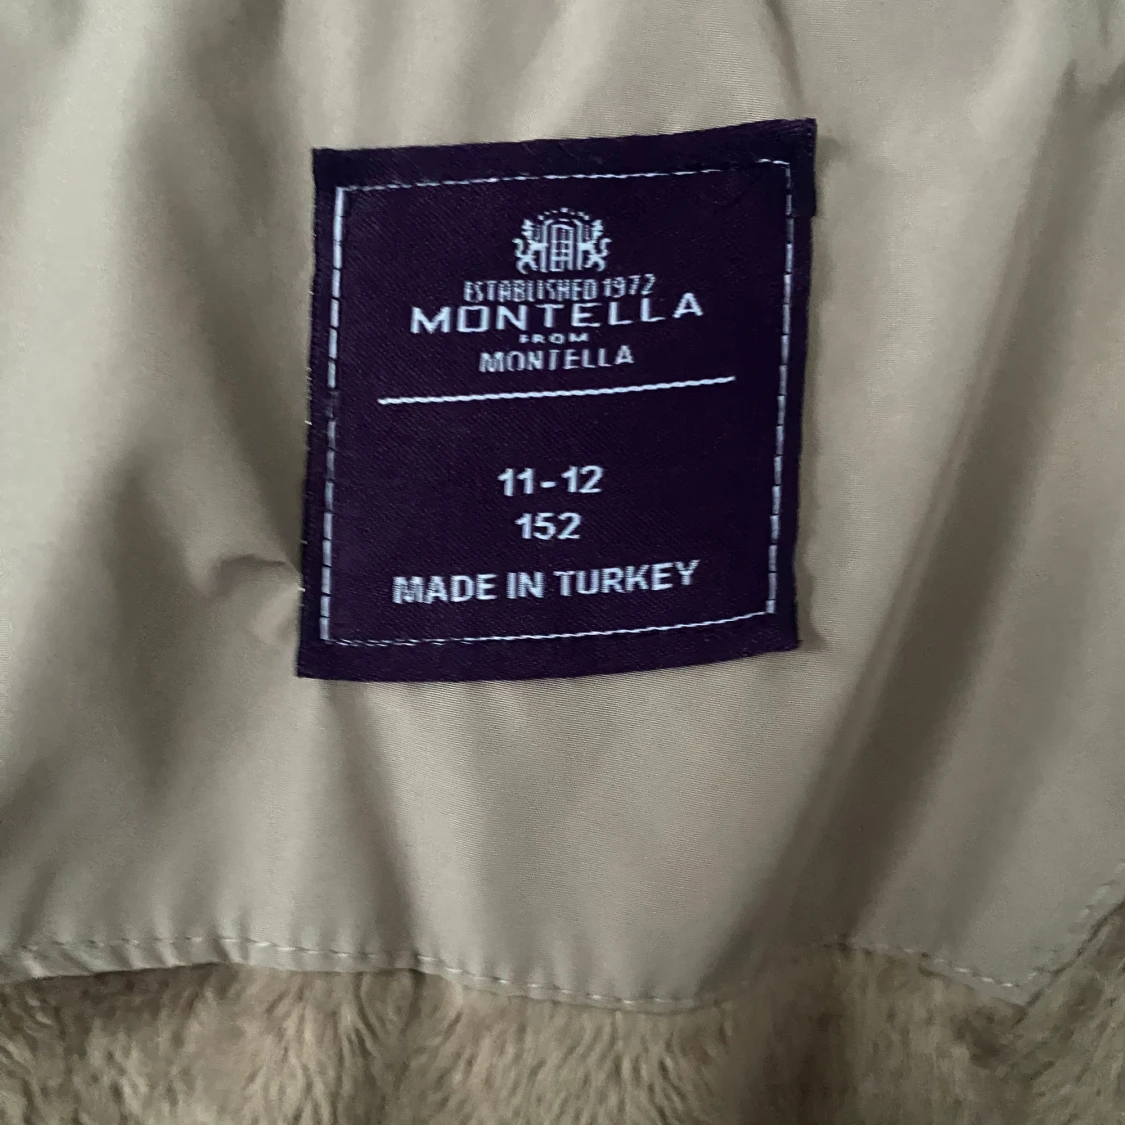 ESTABLISHED 1972
MONTELLA
FROM
MONTELLA
11-12
152
MADE IN TURKEY